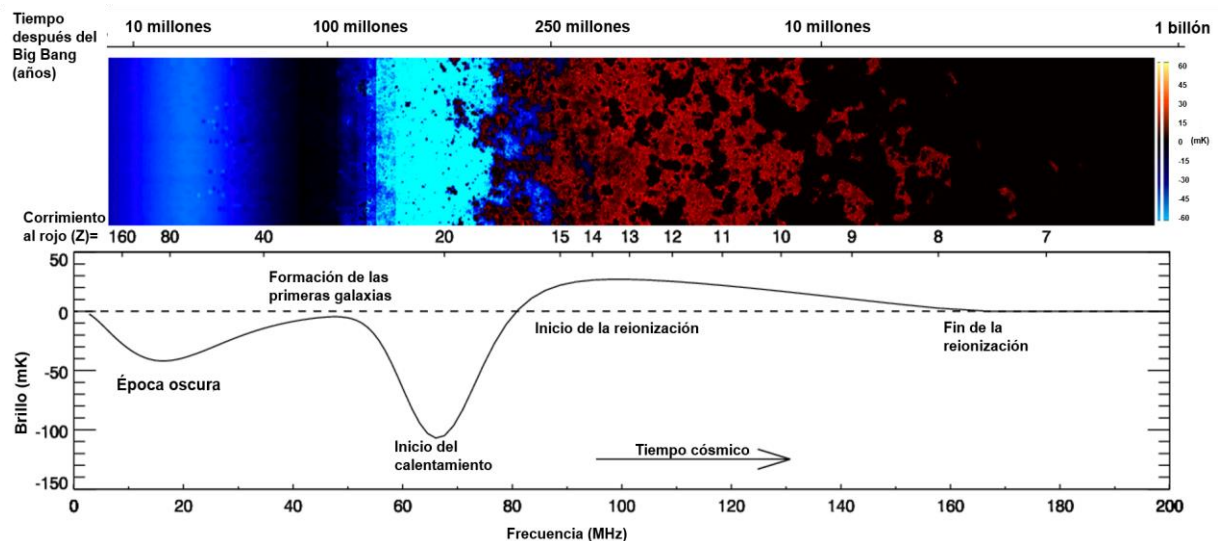 Tiempo
después del
Big Bang
(años)
10 millones 100 millones 250 millones 10 millones 1 billón
60
45
30
15
0 (mK)
-15
-30
-45
-60
Corrimiento
al rojo (Z)= 160 80 40 20 15 14 13 12 11 10 9 8 7
50
0
-50
-100
-150
Brillo (mK)
Formación de las
primeras galaxias
Época oscura
Inicio del
calentamiento
Inicio de la reionización
Fin de la
reionización
Tiempo cósmico
0 20 40 60 80 100 120 140 160 180 200
Frecuencia (MHz)